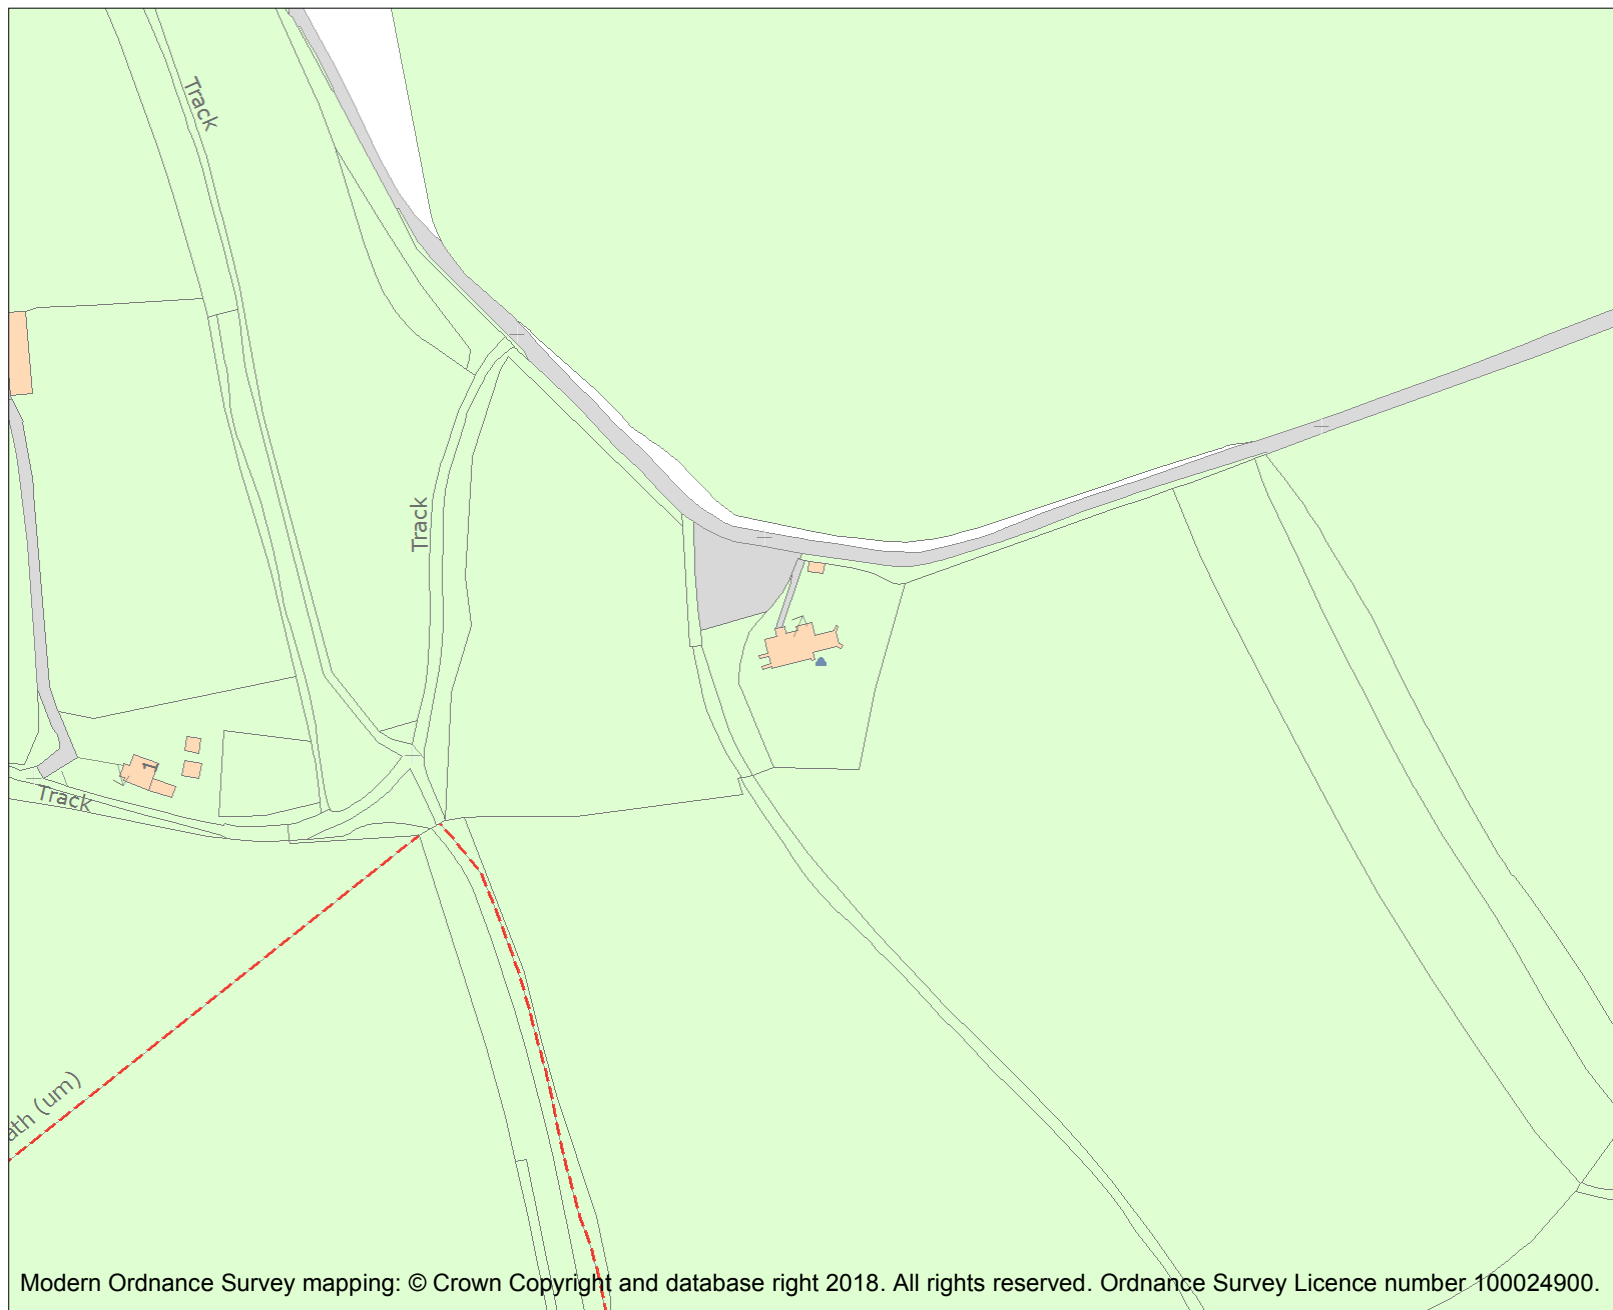 Track
Track
1
Track
ath (um)
Modern Ordnance Survey mapping: © Crown Copyright and database right 2018. All rights reserved. Ordnance Survey Licence number 100024900.